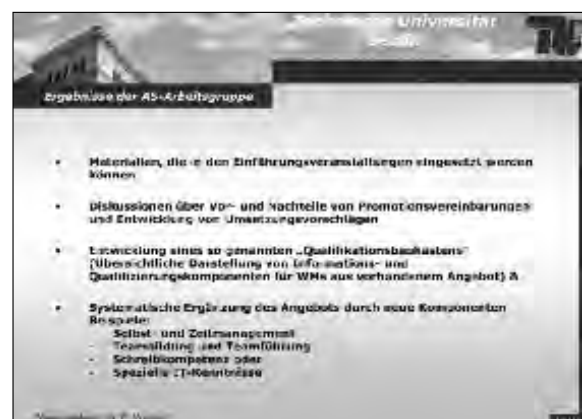 Technische Universität
Berlin
TU
Ergebnisse der AS-Arbeitsgruppe
• Materialien, die in den Einführungsveranstaltungen eingesetzt werden
können
• Diskussionen über Vor- und Nachteile von Promotionsvereinbarungen
und Entwicklung von Umsetzungsvorschlägen
• Entwicklung eines so genannten „Qualifikationsbaukastens“
(Übersichtliche Darstellung von Informations- und
Qualifizierungskomponenten für WMs aus vorhandenem Angebot) &
• Systematische Ergänzung des Angebots durch neue Komponenten
Beispiele:
- Selbst- und Zeitmanagement
- Teambildung und Teamführung
- Schreibkompetenz oder
- Spezielle IT-Kenntnisse